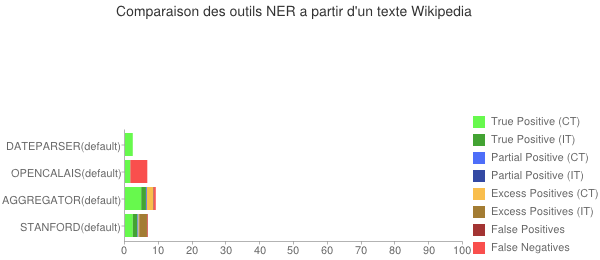 Comparaison des outils NER a partir d'un texte Wikipedia
DATEPARSER(default)
OPENCALAIS(default)
AGGREGATOR(default)
STANFORD(default)
0 10 20 30 40 50 60 70 80 90 100
True Positive (CT)
True Positive (IT)
Partial Positive (CT)
Partial Positive (IT)
Excess Positives (CT)
Excess Positives (IT)
False Positives
False Negatives